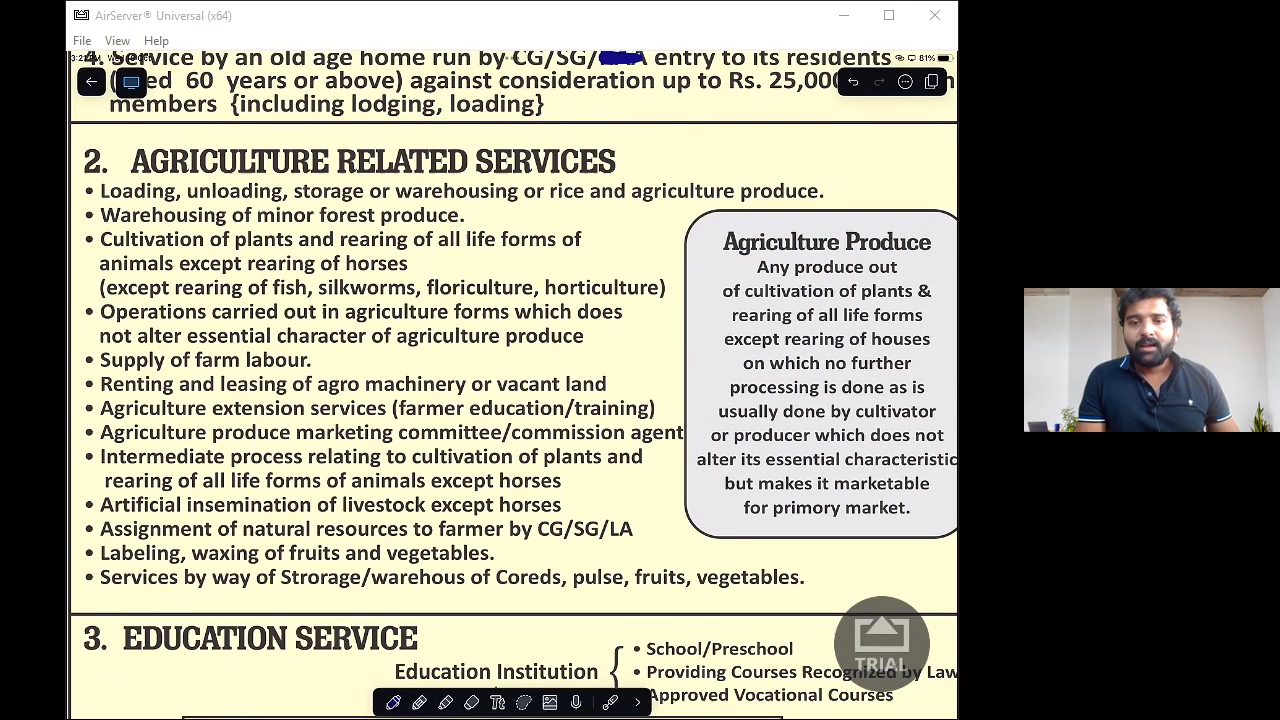 AirServer® Universal (x64)
File View Help
81%
4. Service by an old age home run by CG/SG/ entry to its residents
60 years or above) against consideration up to Rs. 25,000
members {including lodging, loading}
2. AGRICULTURE RELATED SERVICES
• Loading, unloading, storage or warehousing or rice and agriculture produce.
• Warehousing of minor forest produce.
• Cultivation of plants and rearing of all life forms of
animals except rearing of horses
(except rearing of fish, silkworms, floriculture, horticulture)
• Operations carried out in agriculture forms which does
not alter essential character of agriculture produce
• Supply of farm labour.
• Renting and leasing of agro machinery or vacant land
• Agriculture extension services (farmer education/training)
• Agriculture produce marketing committee/commission agent
• Intermediate process relating to cultivation of plants and
rearing of all life forms of animals except horses
• Artificial insemination of livestock except horses
• Assignment of natural resources to farmer by CG/SG/LA
• Labeling, waxing of fruits and vegetables.
• Services by way of Strorage/warehous of Coreds, pulse, fruits, vegetables.
Agriculture Produce
Any produce out
of cultivation of plants &
rearing of all life forms
except rearing of houses
on which no further
processing is done as is
usually done by cultivator
or producer which does not
alter its essential characteristic
but makes it marketable
for primory market.
3. EDUCATION SERVICE
Education Institution
• School/Preschool
• Providing Courses Recognized by Law
Approved Vocational Courses
TRIAL
Tt